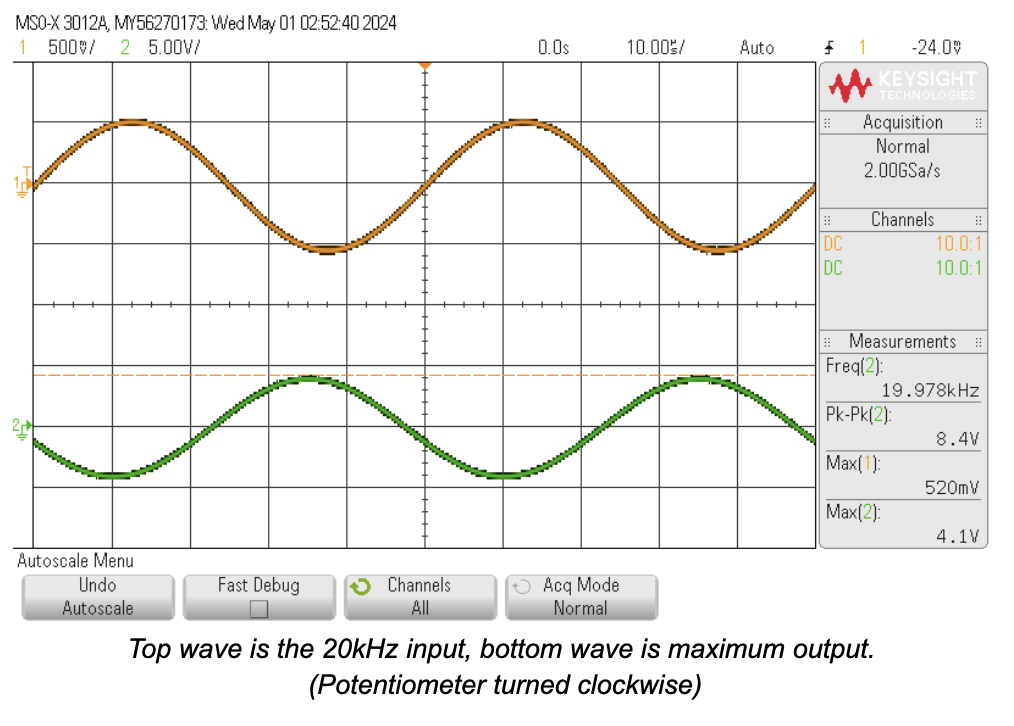 MSO-X 3012A, MY56270173: Wed May 01 02:52:40 2024
1 500mV/ 2 5.00V/ 0.0s 10.00µs/ Auto 1 -24.0mV
KEYSIGHT
TECHNOLOGIES
Acquisition
Normal
2.00GSa/s
Channels
DC 10.0:1
DC 10.0:1
Measurements
Freq(2):
19.978kHz
Pk-Pk(2):
8.4V
Max(1):
520mV
Max(2):
4.1V
T
1
2
Autoscale Menu
Undo
Autoscale
Fast Debug
Channels
All
Acq Mode
Normal
Top wave is the 20kHz input, bottom wave is maximum output.
(Potentiometer turned clockwise)